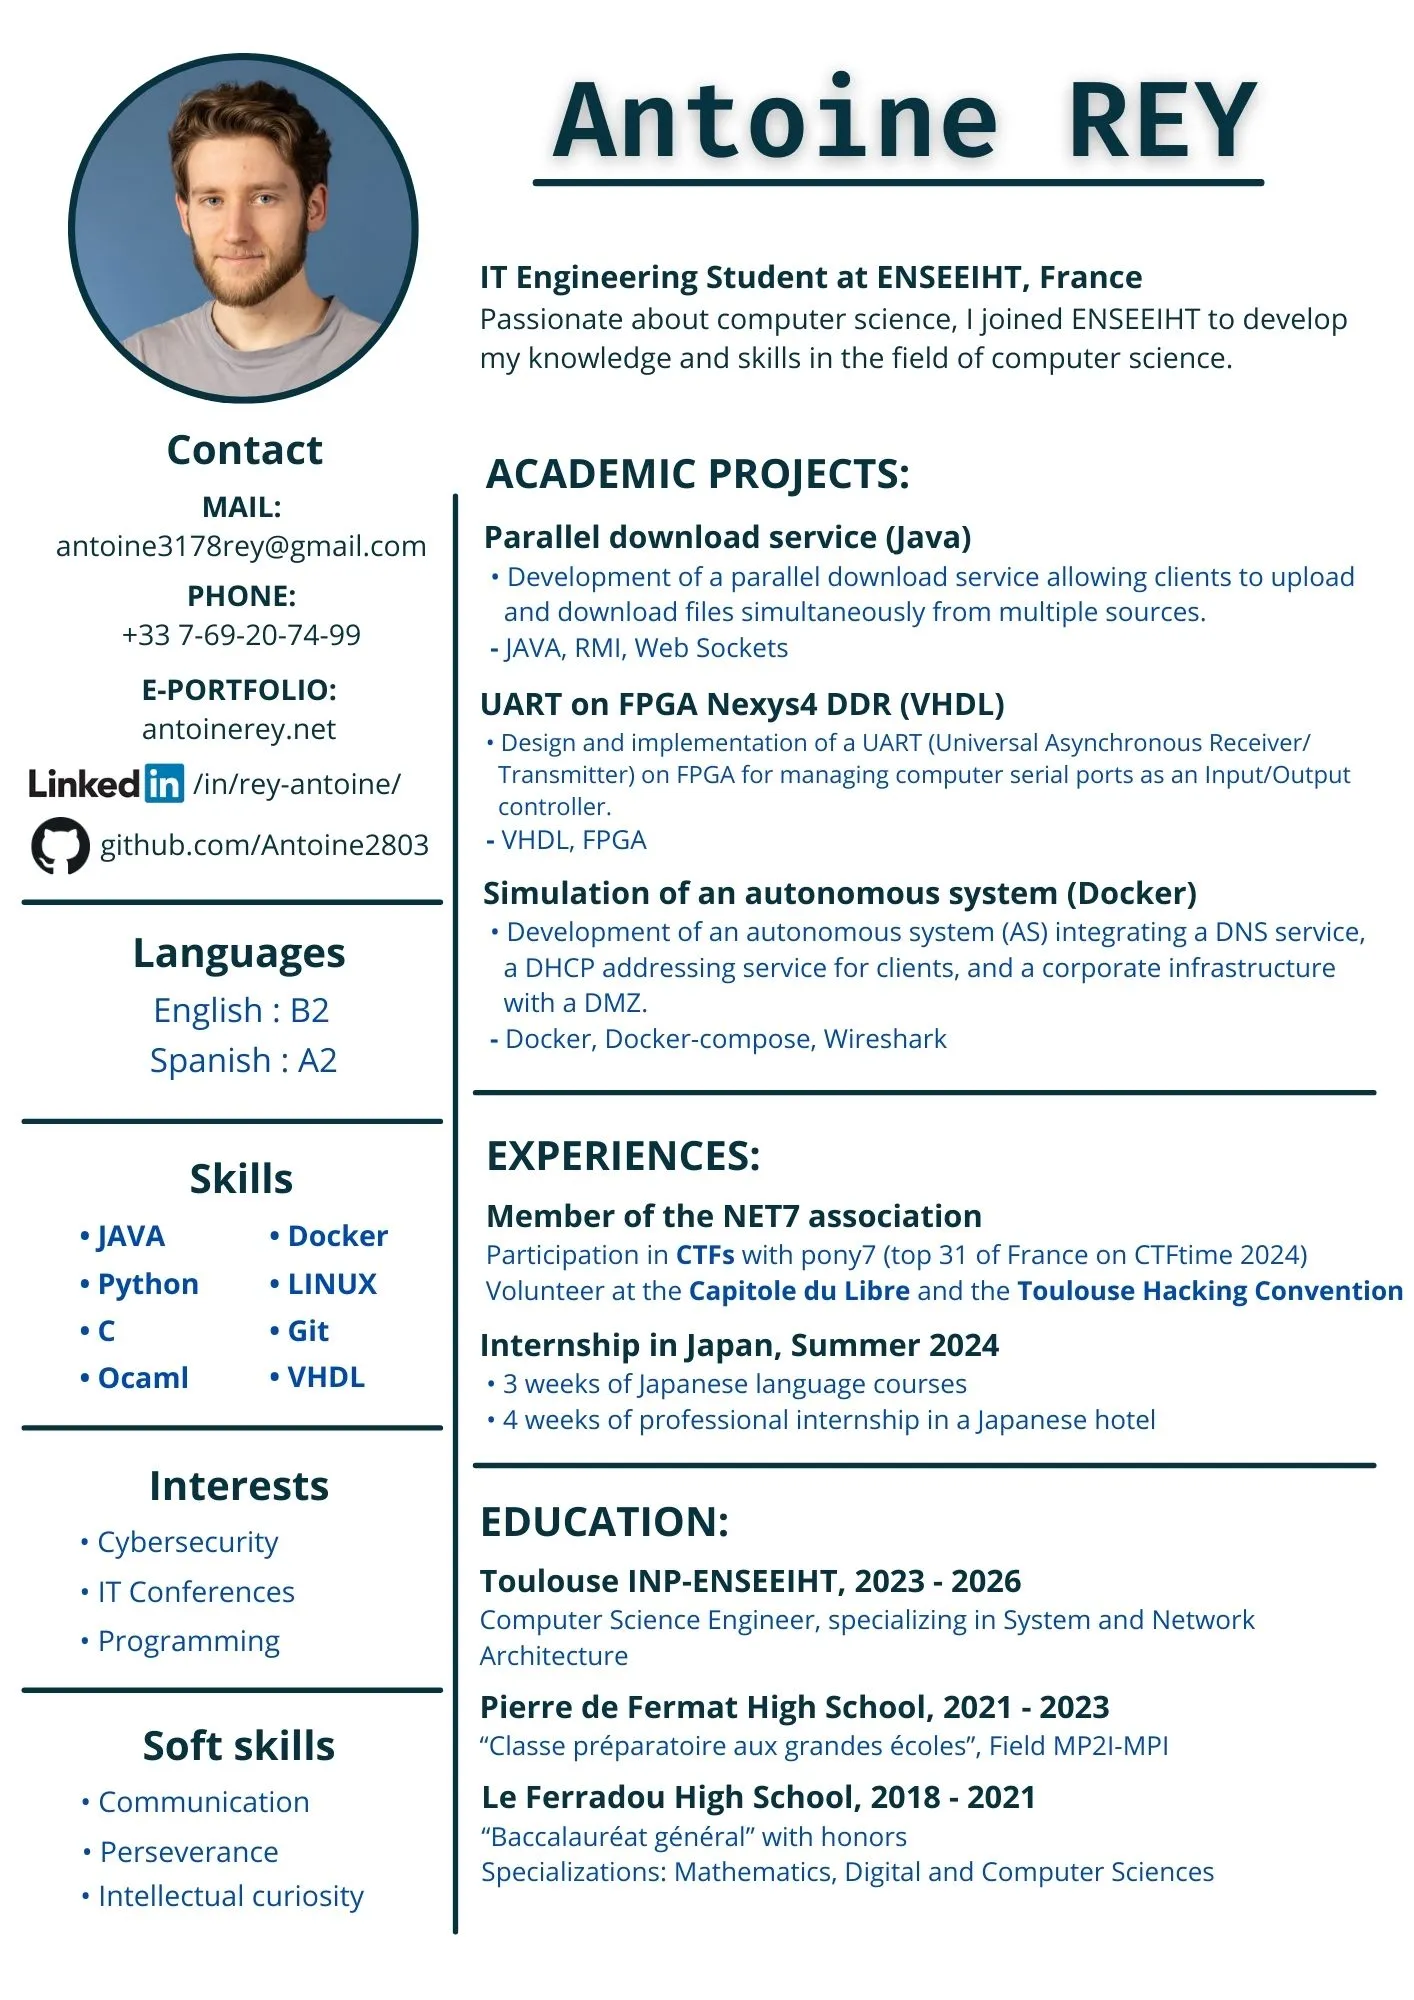 Antoine REY
IT Engineering Student at ENSEEIHT, France
Passionate about computer science, I joined ENSEEIHT to develop
my knowledge and skills in the field of computer science.
Contact
MAIL:
antoine3178rey@gmail.com
PHONE:
+33 7-69-20-74-99
E-PORTFOLIO:
antoinerey.net
Linkedin /in/rey-antoine/
github.com/Antoine2803
Languages
English : B2
Spanish : A2
Skills
• JAVA
• Python
• C
• Ocaml
• Docker
• LINUX
• Git
• VHDL
Interests
• Cybersecurity
• IT Conferences
• Programming
Soft skills
• Communication
• Perseverance
• Intellectual curiosity
ACADEMIC PROJECTS:
Parallel download service (Java)
• Development of a parallel download service allowing clients to upload
and download files simultaneously from multiple sources.
- JAVA, RMI, Web Sockets
UART on FPGA Nexys4 DDR (VHDL)
• Design and implementation of a UART (Universal Asynchronous Receiver/
Transmitter) on FPGA for managing computer serial ports as an Input/Output
controller.
- VHDL, FPGA
Simulation of an autonomous system (Docker)
• Development of an autonomous system (AS) integrating a DNS service,
a DHCP addressing service for clients, and a corporate infrastructure
with a DMZ.
- Docker, Docker-compose, Wireshark
EXPERIENCES:
Member of the NET7 association
Participation in CTFs with pony7 (top 31 of France on CTFtime 2024)
Volunteer at the Capitole du Libre and the Toulouse Hacking Convention
Internship in Japan, Summer 2024
• 3 weeks of Japanese language courses
• 4 weeks of professional internship in a Japanese hotel
EDUCATION:
Toulouse INP-ENSEEIHT, 2023 - 2026
Computer Science Engineer, specializing in System and Network
Architecture
Pierre de Fermat High School, 2021 - 2023
“Classe préparatoire aux grandes écoles”, Field MP2I-MPI
Le Ferradou High School, 2018 - 2021
“Baccalauréat général” with honors
Specializations: Mathematics, Digital and Computer Sciences